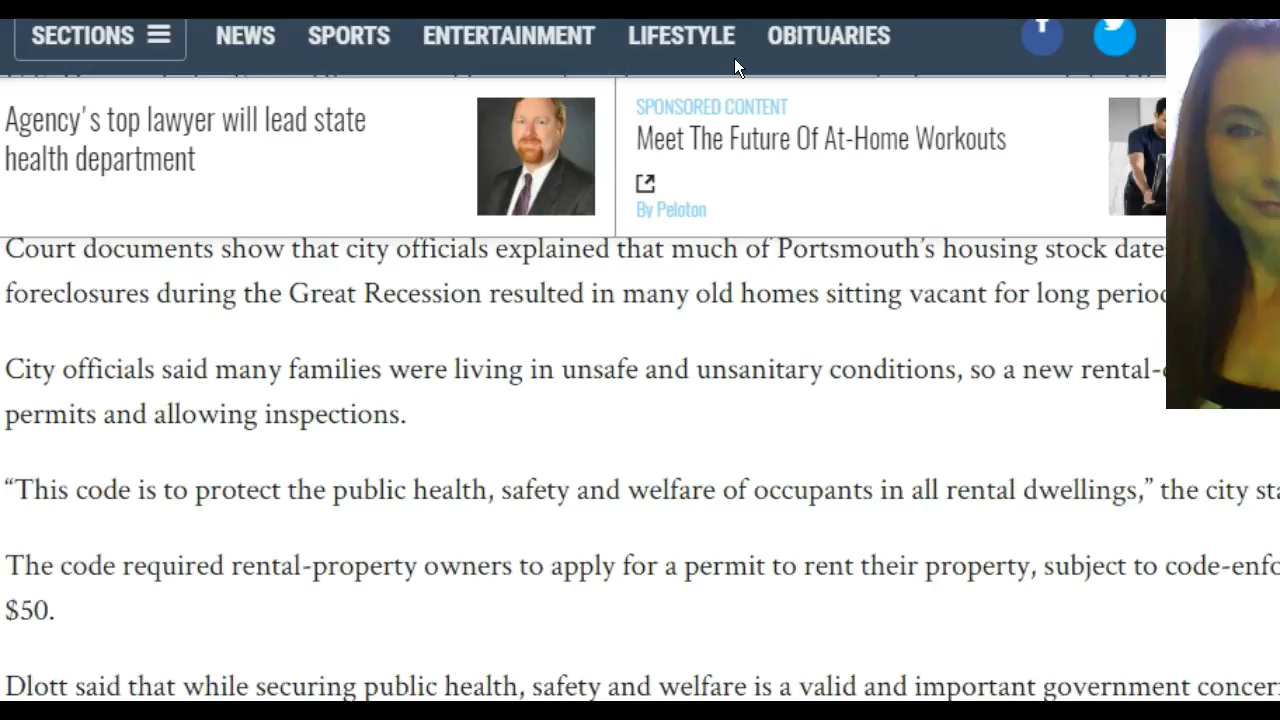 SECTIONS NEWS SPORTS ENTERTAINMENT LIFESTYLE OBITUARIES
Agency's top lawyer will lead state
health department
SPONSORED CONTENT
Meet The Future Of At-Home Workouts
By Peloton
Court documents show that city officials explained that much of Portsmouth’s housing stock date
foreclosures during the Great Recession resulted in many old homes sitting vacant for long
City officials said many families were living in unsafe and unsanitary conditions, so a new rental-
permits and allowing inspections.
“This code is to protect the public health, safety and welfare of occupants in all rental dwellings,” the city
The code required rental-property owners to apply for a permit to rent their property, subject to
$50.
Dlott said that while securing public health, safety and welfare is a valid and important government